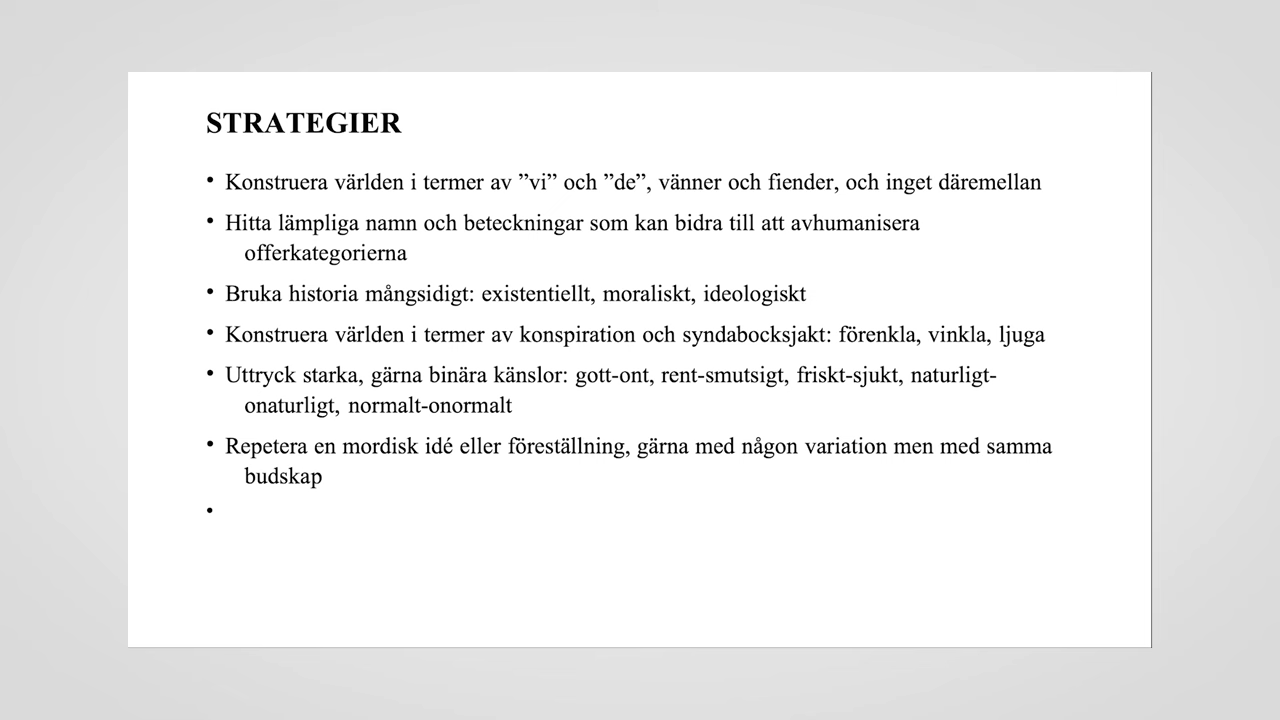 STRATEGIER
• Konstruera världen i termer av ”vi” och ”de”, vänner och fiender, och inget däremellan
• Hitta lämpliga namn och beteckningar som kan bidra till att avhumanisera
offerkategorierna
• Bruka historia mångsidigt: existentiellt, moraliskt, ideologiskt
• Konstruera världen i termer av konspiration och syndabocksjakt: förenkla, vinkla, ljuga
• Uttryck starka, gärna binära känslor: gott-ont, rent-smutsigt, friskt-sjukt, naturligt-
onaturligt, normalt-onormalt
• Repetera en mordisk idé eller föreställning, gärna med någon variation men med samma
budskap
•